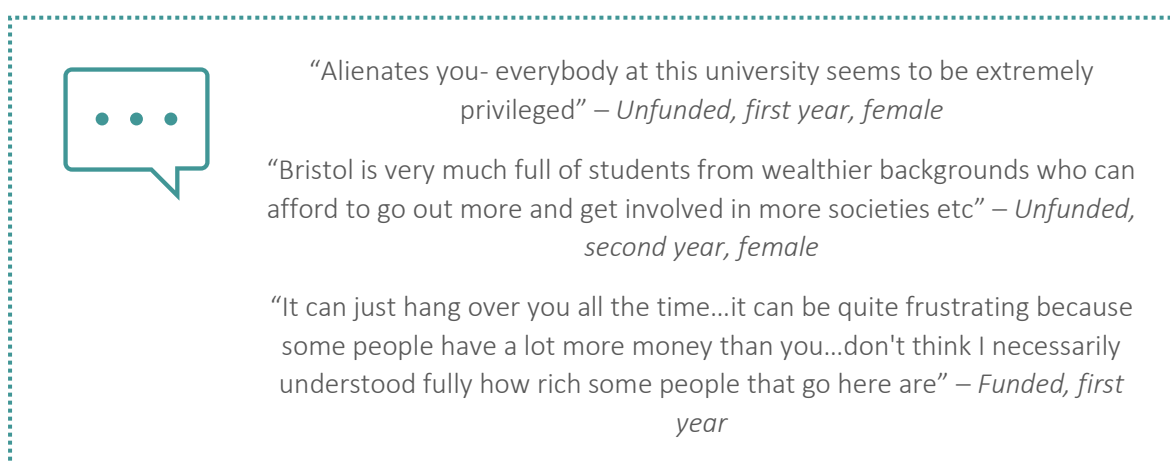 “Alienates you- everybody at this university seems to be extremely
privileged” – Unfunded, first year, female
“Bristol is very much full of students from wealthier backgrounds who can
afford to go out more and get involved in more societies etc” – Unfunded,
second year, female
“It can just hang over you all the time...it can be quite frustrating because
some people have a lot more money than you...don't think I necessarily
understood fully how rich some people that go here are” – Funded, first
year